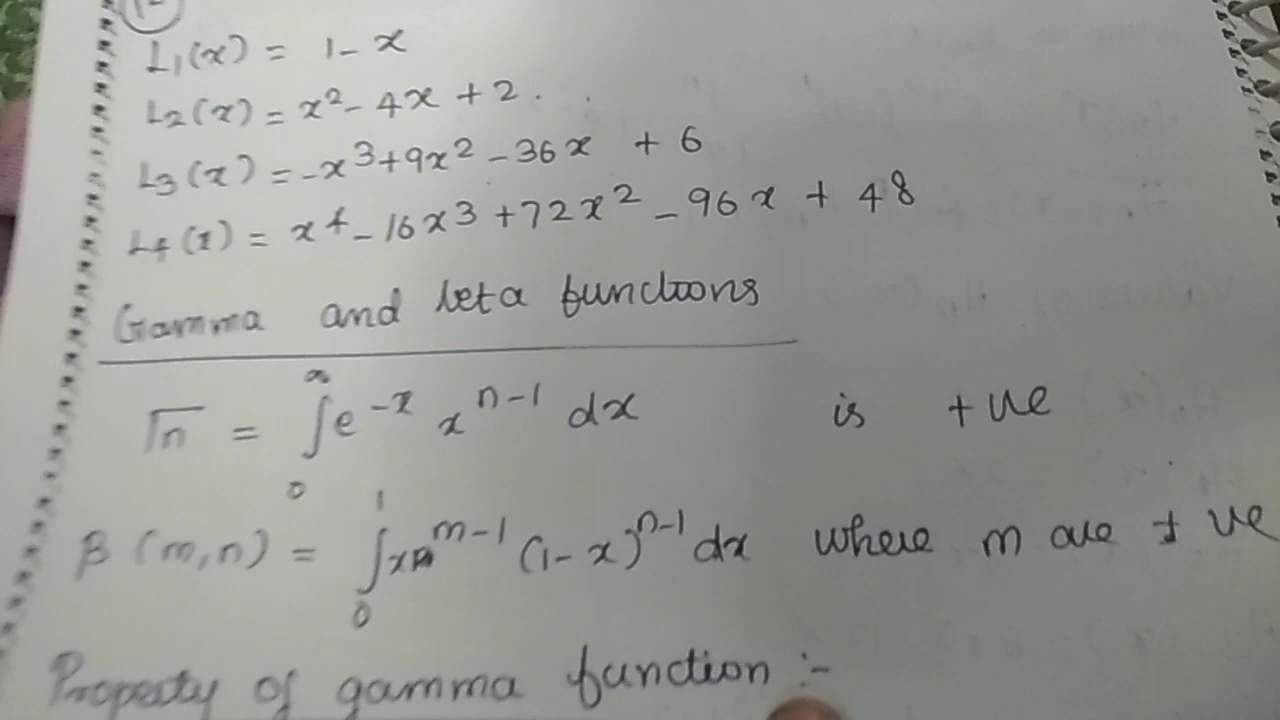 L₁(x) = 1 - x
L₂(x) = x² - 4x + 2 .
L₃(x) = -x³ + 9x² - 36x + 6
L₄(x) = x⁴ - 16x³ + 72x² - 96x + 48
Gamma and beta functions
Γn = ∫₀^∞ e^(-x) x^(n-1) dx is +ve
β (m,n) = ∫₀¹ x^(m-1) (1-x)^(n-1) dx where m are + ve
Property of gamma function :-